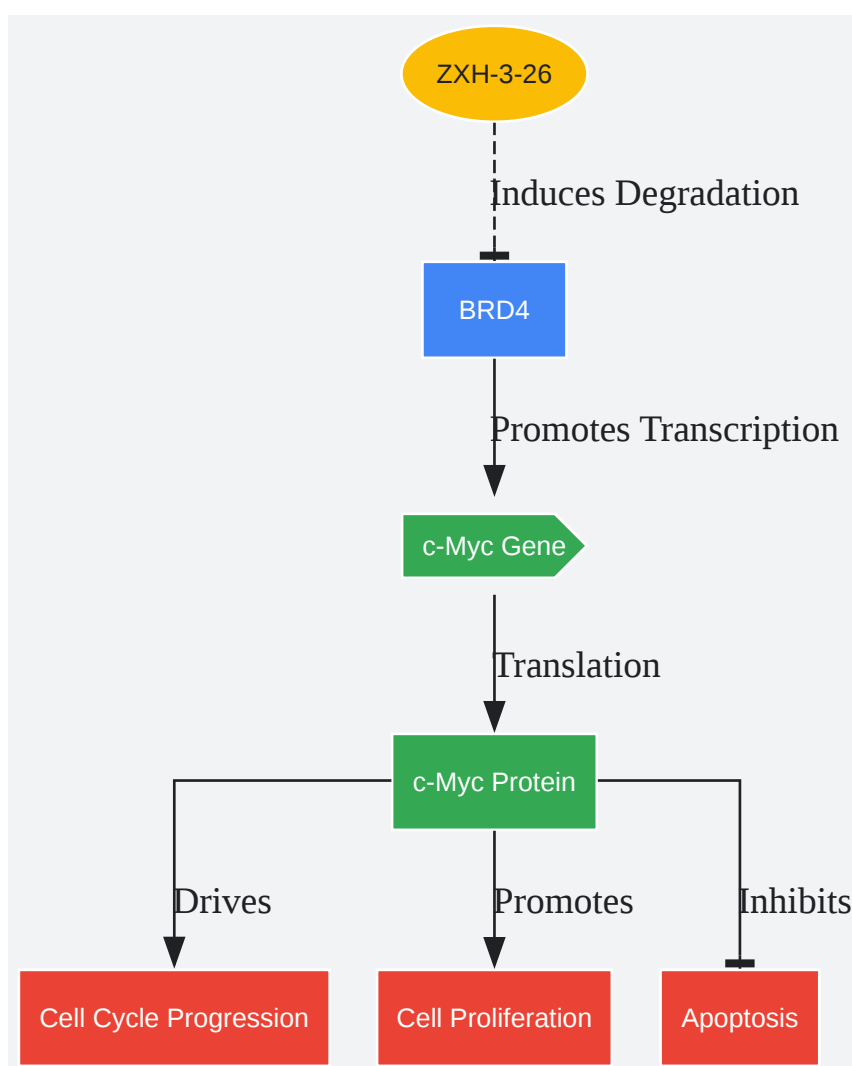 ZXH-3-26
Induces Degradation
BRD4
Promotes Transcription
c-Myc Gene
Translation
c-Myc Protein
Drives
Promotes
Inhibits
Cell Cycle Progression
Cell Proliferation
Apoptosis